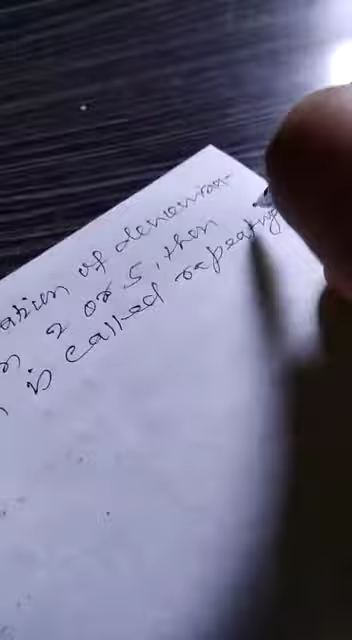 ation of denomina-
n 2 or 5, then
is called repeating